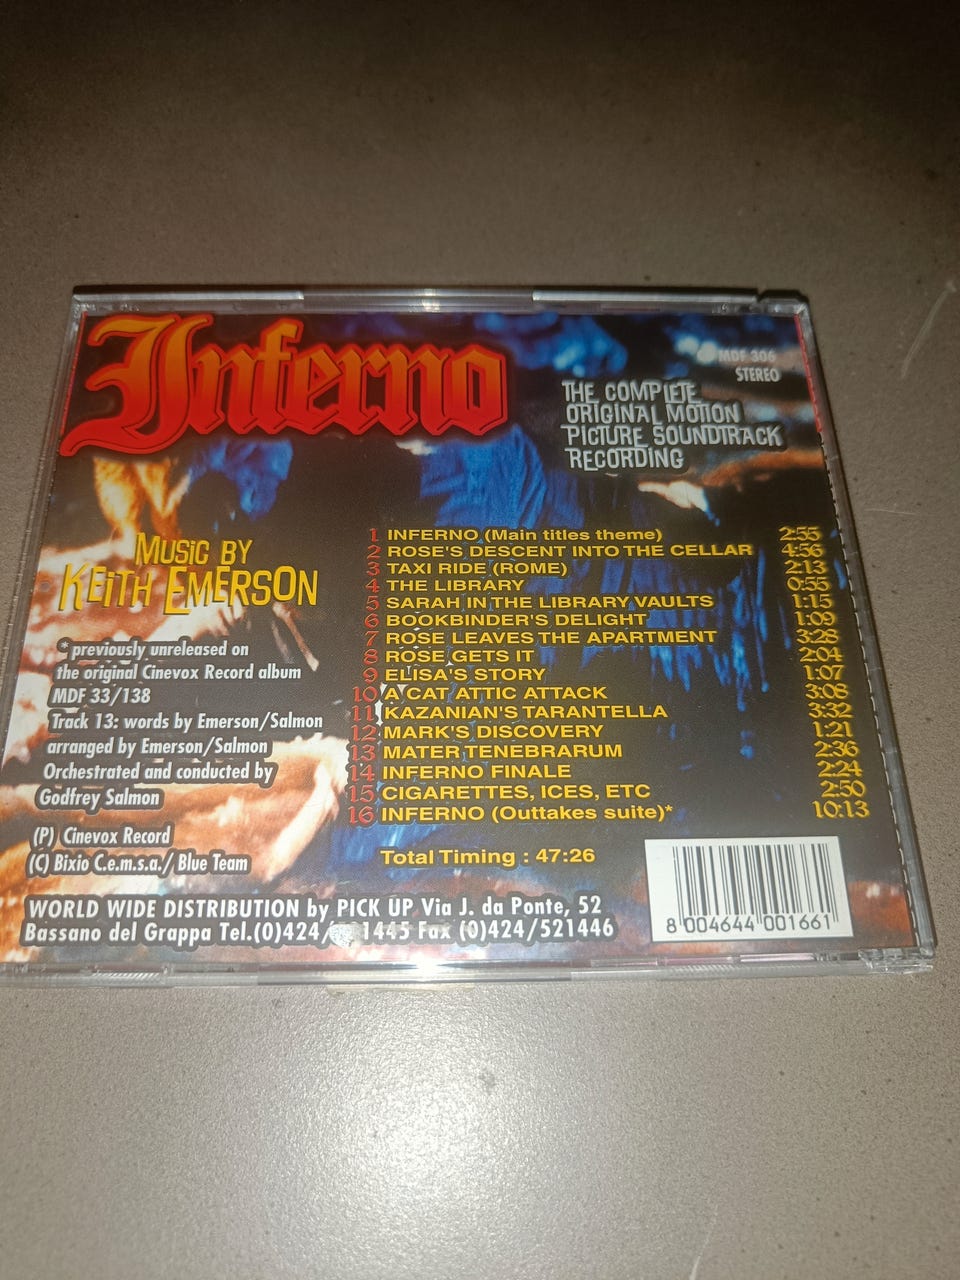 Inferno
MDF 306
STEREO
THE COMPLETE
ORIGINAL MOTION
PICTURE SOUNDTRACK
RECORDING
MUSIC BY
KEITH EMERSON
* previously unreleased on
the original Cinevox Record album
MDF 33/138
Track 13: words by Emerson/Salmon
arranged by Emerson/Salmon
Orchestrated and conducted by
Godfrey Salmon
(P) Cinevox Record
(C) Bixio C.e.m.s.a./ Blue Team
1 INFERNO (Main titles theme) 2:55
2 ROSE'S DESCENT INTO THE CELLAR 4:56
3 TAXI RIDE (ROME) 2:13
4 THE LIBRARY 0:55
5 SARAH IN THE LIBRARY VAULTS 1:15
6 BOOKBINDER'S DELIGHT 1:09
7 ROSE LEAVES THE APARTMENT 3:28
8 ROSE GETS IT 2:04
9 ELISA'S STORY 1:07
10 A CAT ATTIC ATTACK 3:08
11 KAZANIAN'S TARANTELLA 3:32
12 MARK'S DISCOVERY 1:21
13 MATER TENEBRARUM 2:36
14 INFERNO FINALE 2:24
15 CIGARETTES, ICES, ETC 2:50
16 INFERNO (Outtakes suite)* 10:13
Total Timing : 47:26
WORLD WIDE DISTRIBUTION by PICK UP Via J. da Ponte, 52
Bassano del Grappa Tel.(0)424/ 1445 Fax (0)424/521446
8 004644 001661